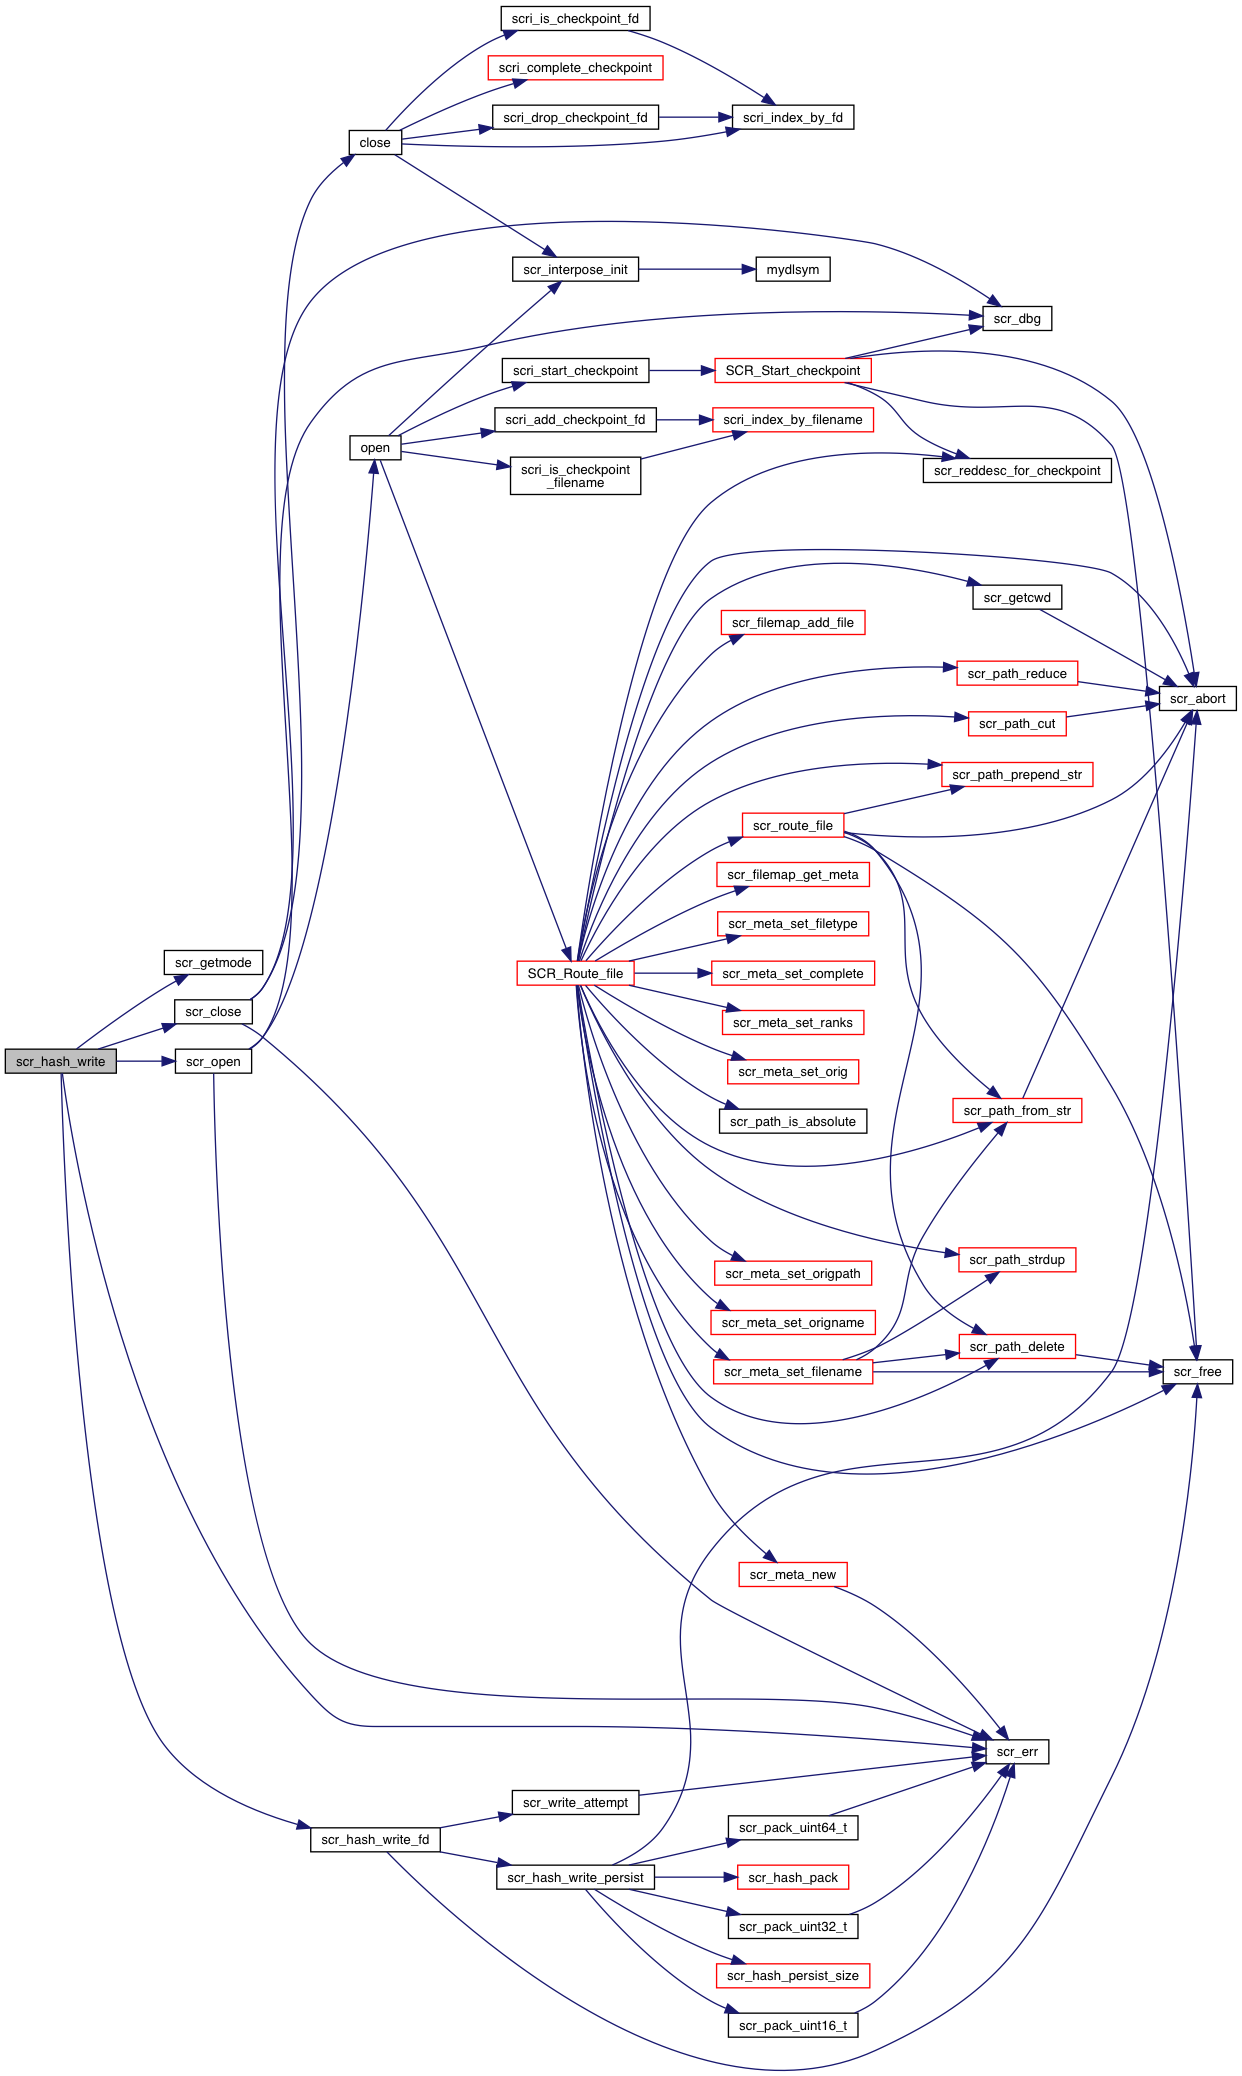 scri_is_checkpoint_fd
scri_complete_checkpoint
scri_drop_checkpoint_fd
scri_index_by_fd
close
scr_interpose_init
mydlsym
scr_dbg
scri_start_checkpoint
SCR_Start_checkpoint
scri_add_checkpoint_fd
scri_index_by_filename
open
scri_is_checkpoint
_filename
scr_reddesc_for_checkpoint
scr_getcwd
scr_filemap_add_file
scr_path_reduce
scr_abort
scr_path_cut
scr_path_prepend_str
scr_route_file
scr_filemap_get_meta
scr_meta_set_filetype
scr_getmode
SCR_Route_file
scr_meta_set_complete
scr_close
scr_meta_set_ranks
scr_hash_write
scr_open
scr_meta_set_orig
scr_path_from_str
scr_path_is_absolute
scr_path_strdup
scr_meta_set_origpath
scr_meta_set_origname
scr_path_delete
scr_meta_set_filename
scr_free
scr_meta_new
scr_err
scr_write_attempt
scr_pack_uint64_t
scr_hash_write_fd
scr_hash_write_persist
scr_hash_pack
scr_pack_uint32_t
scr_hash_persist_size
scr_pack_uint16_t